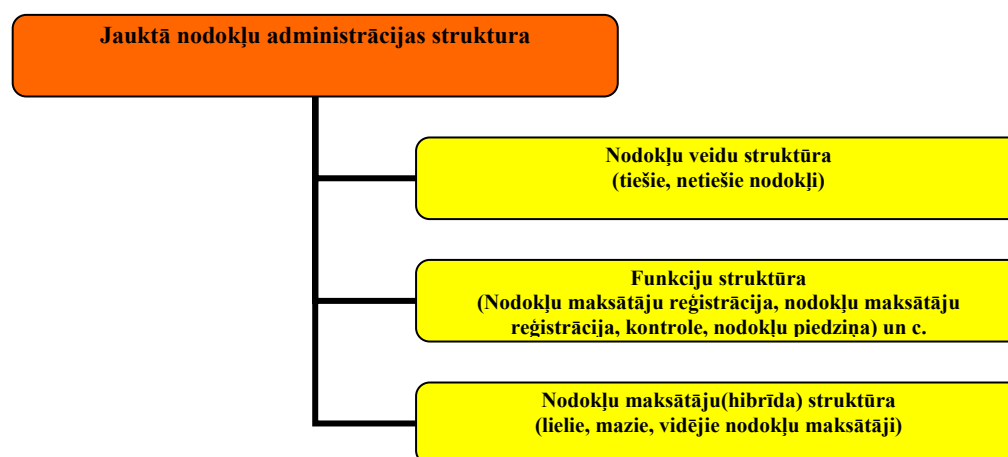 Jauktā nodokļu administrācijas struktura
Nodokļu veidu struktūra
(tiešie, netiešie nodokļi)
Funkciju struktūra
(Nodokļu maksātāju reģistrācija, nodokļu maksātāju
reģistrācija, kontrole, nodokļu piedziņa) un c.
Nodokļu maksātāju(hibrīda) struktūra
(lielie, mazie, vidējie nodokļu maksātāji)